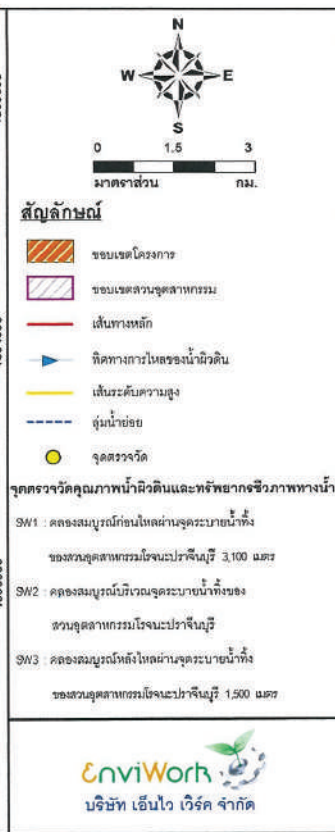 N
W E
S
0 1.5 3
มาตราส่วน กม.
สัญลักษณ์
ขอบเขตโครงการ
ขอบเขตสวนอุตสาหกรรม
เส้นทางหลัก
ทิศทางการไหลของน้ำผิวดิน
เส้นระดับความสูง
ลุ่มน้ำย่อย
จุดตรวจวัด
จุดตรวจวัดคุณภาพน้ำผิวดินและทรัพยากรชีวภาพทางน้ำ
SW1 : คลองสมบูรณ์ก่อนไหลผ่านจุดระบายน้ำทิ้ง
ของสวนอุตสาหกรรมโรจนะปราจีนบุรี 3,100 เมตร
SW2 : คลองสมบูรณ์บริเวณจุดระบายน้ำทิ้งของ
สวนอุตสาหกรรมโรจนะปราจีนบุรี
SW3 : คลองสมบูรณ์หลังไหลผ่านจุดระบายน้ำทิ้ง
ของสวนอุตสาหกรรมโรจนะปราจีนบุรี 1,500 เมตร
EnviWork
บริษัท เอ็นไว เวิร์ค จำกัด